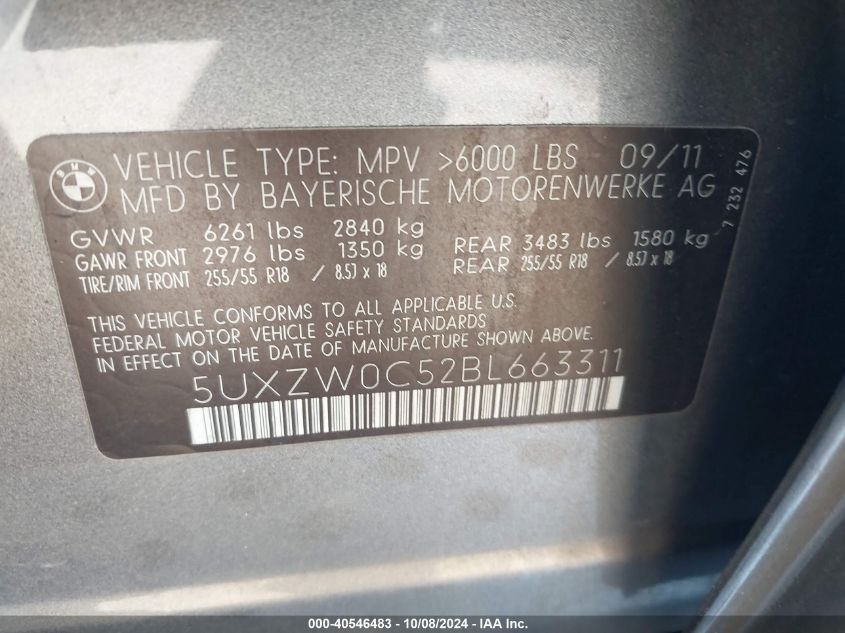 BMW
VEHICLE TYPE: MPV >6000 LBS 09/11
MFD BY BAYERISCHE MOTORENWERKE AG
GVWR 6261 lbs 2840 kg
GAWR FRONT 2976 lbs 1350 kg REAR 3483 lbs 1580 kg
TIRE/RIM FRONT 255/55 R18 / 8.5J x 18 REAR 255/55 R18 / 8.5J x 18
THIS VEHICLE CONFORMS TO ALL APPLICABLE U.S.
FEDERAL MOTOR VEHICLE SAFETY STANDARDS
IN EFFECT ON THE DATE OF MANUFACTURE SHOWN ABOVE.
5UXZW0C52BL663311
7 232 476
000-40546483 - 10/08/2024 - IAA Inc.